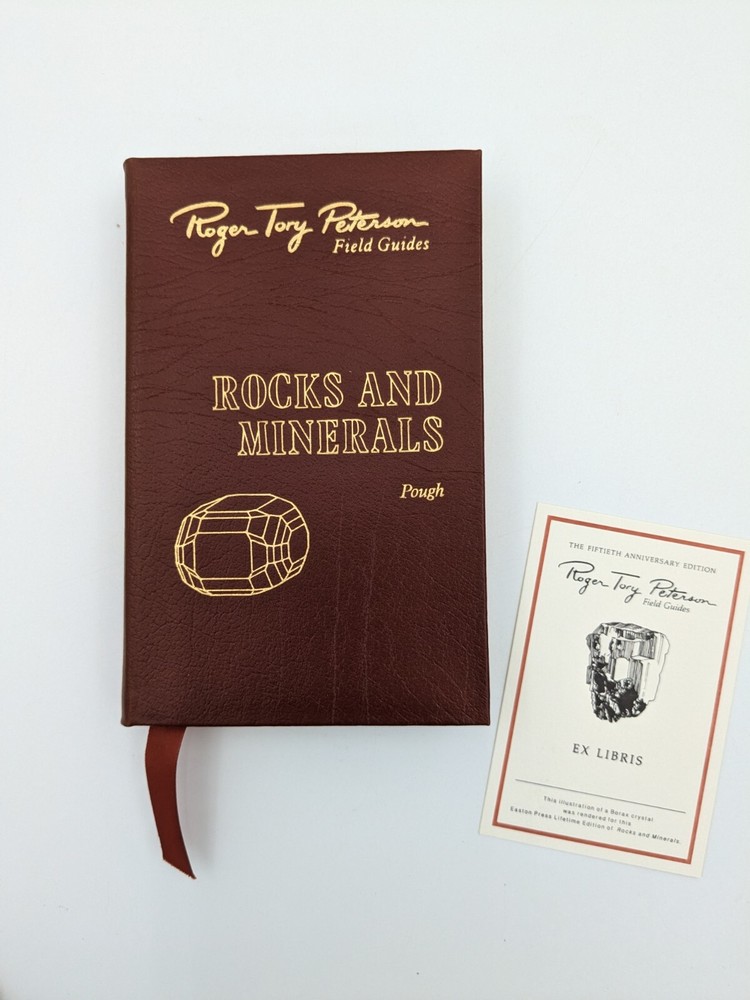 Roger Tory Peterson
Field Guides
ROCKS AND
MINERALS
Pough
THE FIFTIETH ANNIVERSARY EDITION
Roger Tory Peterson
Field Guides
EX LIBRIS
This illustration of a Borax crystal
was rendered for this
Easton Press Lifetime Edition of Rocks and Minerals.